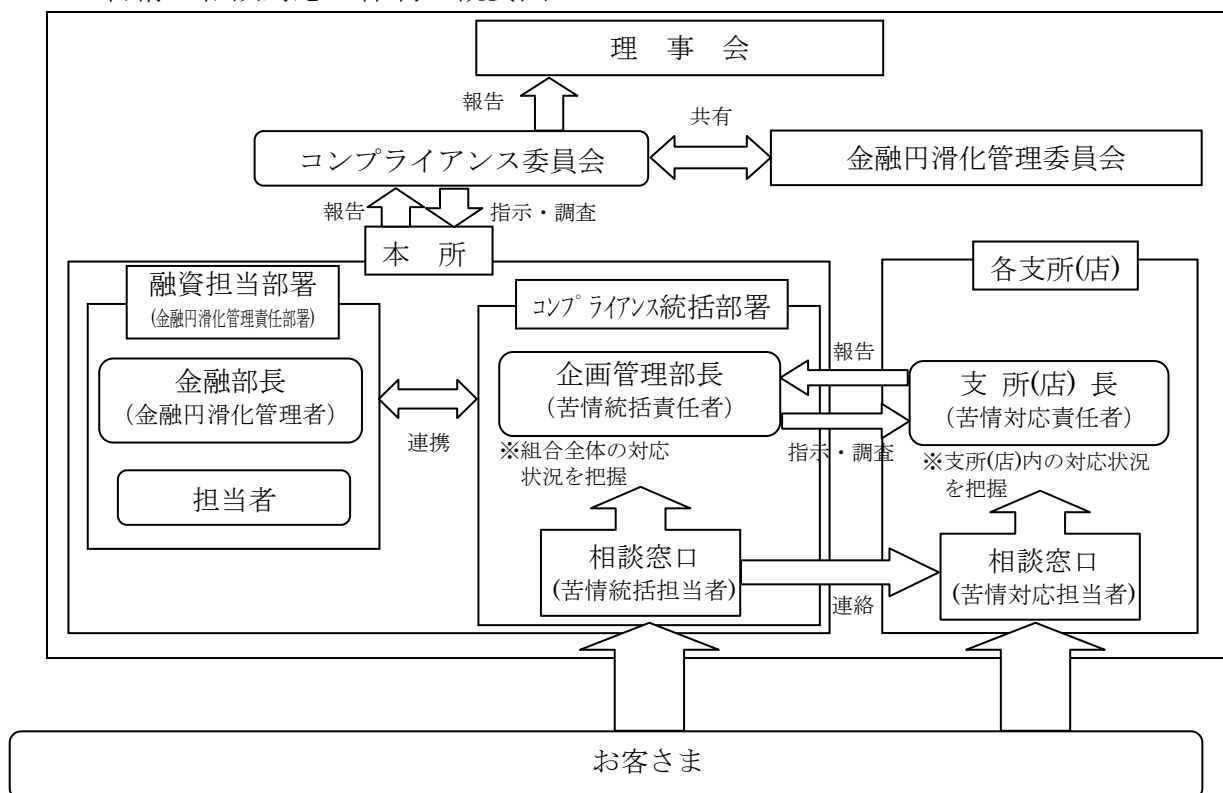 理 事 会
報告
共有
コンプライアンス委員会
金融円滑化管理委員会
報告
指示・調査
本 所
各支所(店)
融資担当部署
(金融円滑化管理責任部署)
コンプライアンス統括部署
報告
金融部長
(金融円滑化管理者)
企画管理部長
(苦情統括責任者)
支 所(店) 長
(苦情対応責任者)
連携
※組合全体の対応
状況を把握
指示・調査
※支所(店)内の対応状況
を把握
担当者
相談窓口
(苦情統括担当者)
相談窓口
(苦情対応担当者)
連絡
お客さま